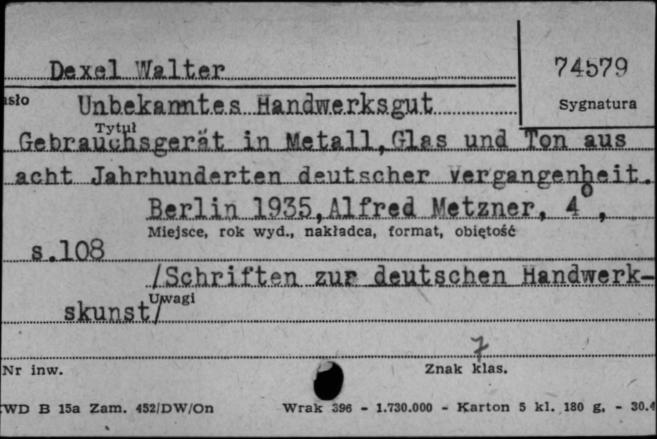 Dexel Walter
74579
Sygnatura
sło Unbekanntes Handwerksgut
Tytuł
Gebrauchsgerät in Metall, Glas und Ton aus
acht Jahrhunderten deutscher Vergangenheit.
Berlin 1935, Alfred Metzner, 4°,
Miejsce, rok wyd., nakładca, format, obiętość
s.108
/Schriften zur deutschen Handwerk-
Uwagi
skunst/
7
Nr inw.
Znak klas.
WD B 15a Zam. 452/DW/On
Wrak 396 - 1.730.000 - Karton 5 kl. 180 g. - 30.4